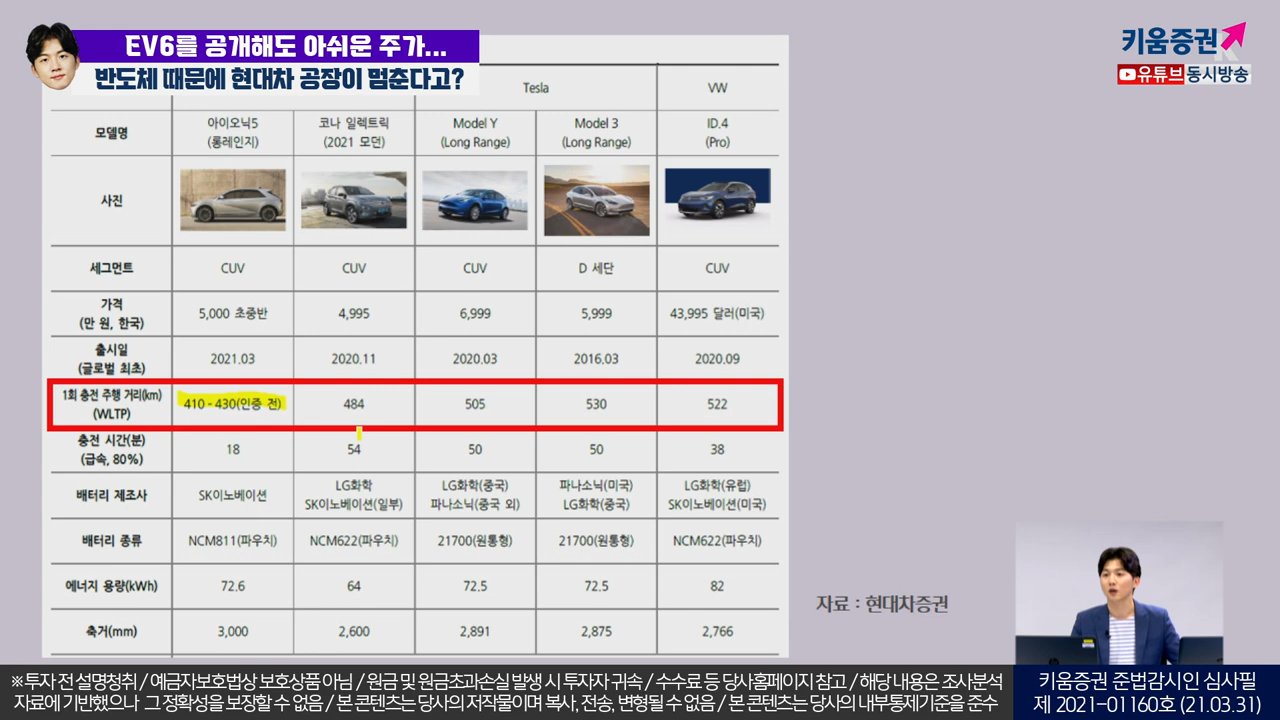 EV6를 공개해도 아쉬운 주가...
반도체 때문에 현대차 공장이 멈춘다고?
키움증권
유튜브 동시방송
Tesla VW
모델명 아이오닉5 (롱레인지) 코나 일렉트릭 (2021 모던) Model Y (Long Range) Model 3 (Long Range) ID.4 (Pro)
사진
세그먼트 CUV CUV CUV D 세단 CUV
가격 (만 원, 한국) 5,000 초중반 4,995 6,999 5,999 43,995 달러(미국)
출시일 (글로벌 최초) 2021.03 2020.11 2020.03 2016.03 2020.09
1회 충전 주행 거리(km) (WLTP) 410 - 430(인증 전) 484 505 530 522
충전 시간(분) (급속, 80%) 18 54 50 50 38
배터리 제조사 SK이노베이션 LG화학 SK이노베이션(일부) LG화학(중국) 파나소닉(중국 외) 파나소닉(미국) LG화학(중국) LG화학(유럽) SK이노베이션(미국)
배터리 종류 NCM811(파우치) NCM622(파우치) 21700(원통형) 21700(원통형) NCM622(파우치)
에너지 용량(kWh) 72.6 64 72.5 72.5 82
축거(mm) 3,000 2,600 2,891 2,875 2,766
자료 : 현대차증권
※투자 전 설명청취 / 예금자보호법상 보호상품 아님 / 원금 및 원금초과손실 발생 시 투자자 귀속 / 수수료 등 당사홈페이지 참고 / 해당 내용은 조사분석
자료에 기반했으나 그 정확성을 보장할 수 없음 / 본 콘텐츠는 당사의 저작물이며 복사, 전송, 변형될 수 없음 / 본 콘텐츠는 당사의 내부통제기준을 준수
키움증권 준법감시인 심사필
제 2021-01160호 (21.03.31)